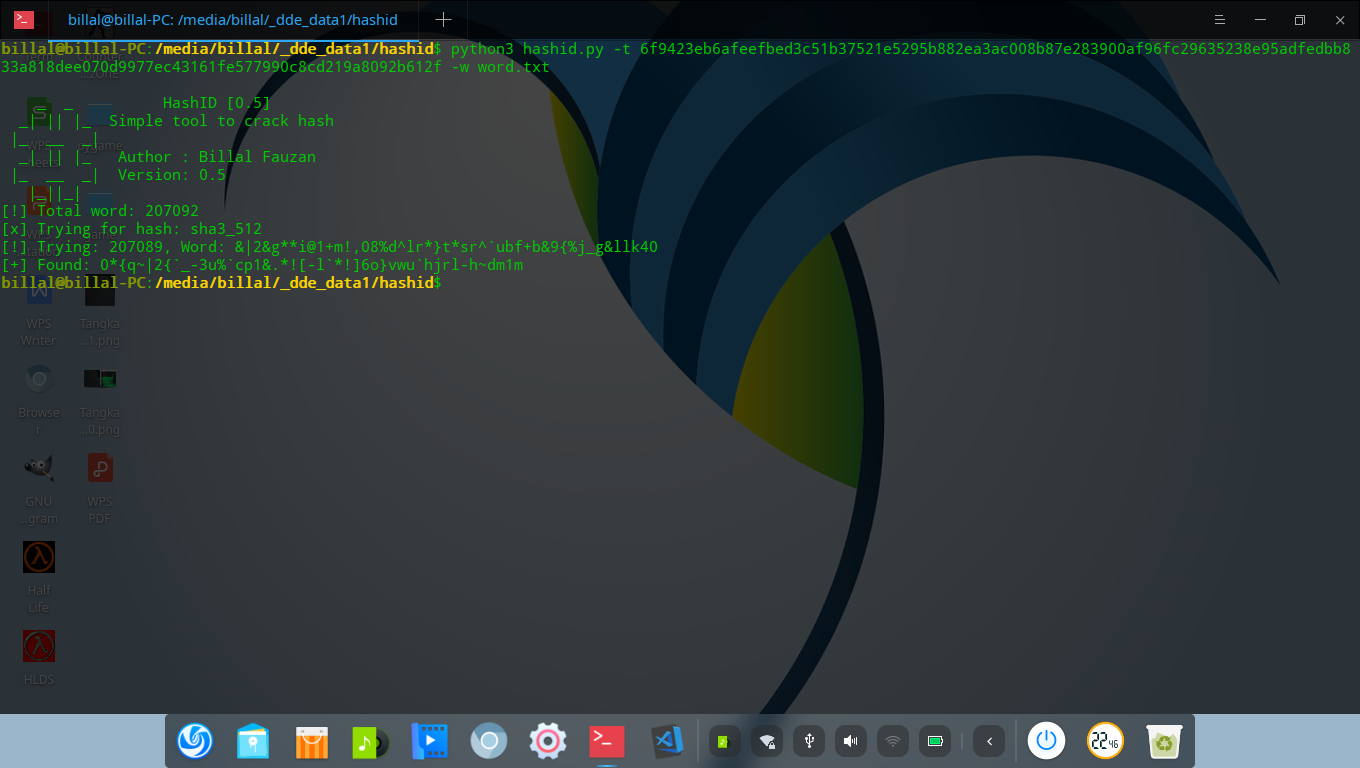 billal@billal-PC: /media/billal/_dde_data1/hashid
billal@billal-PC:/media/billal/_dde_data1/hashid$ python3 hashid.py -t 6f9423eb6afeefbed3c51b37521e5295b882ea3ac008b87e283900af96fc29635238e95adfedbb8
33a818dee070d9977ec43161fe577990c8cd219a8092b612f -w word.txt
HashID [0.5]
Simple tool to crack hash
Author : Billal Fauzan
Version: 0.5
[!] Total word: 207092
[x] Trying for hash: sha3_512
[!] Trying: 207089, Word: &|2&g**i@1+m!,08%d^lr*}t*sr^`ubf+b&9{%j_g&llk4O
[+] Found: O*{q~|2{`_-3u%`cp1&.*![-l`*!]6o}vwu`hjrl-h~dm1m
billal@billal-PC:/media/billal/_dde_data1/hashid$
WPS
Writer
Tangka
...1.png
Browse
r
Tangka
...0.png
GNU
...gram
WPS
PDF
Half
Life
HLDS
22 46